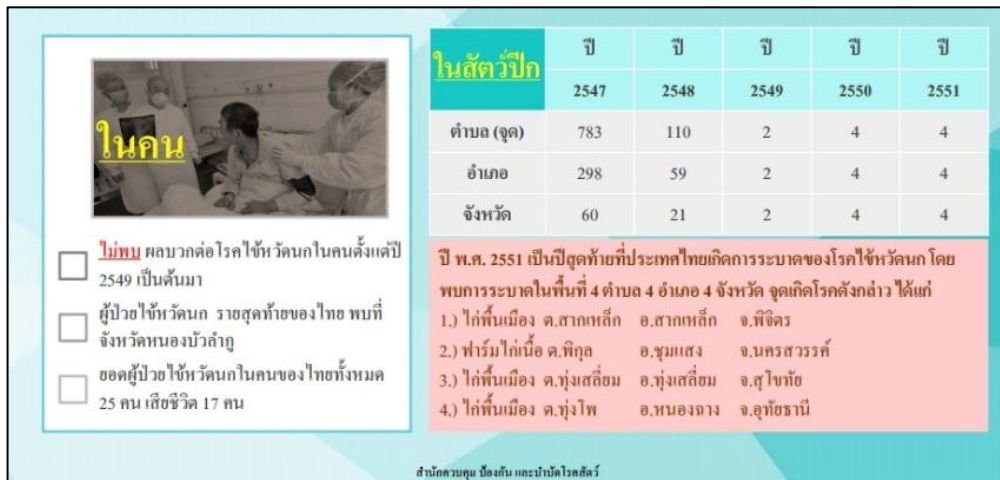 ในคน
ไม่พบ ผลบวกต่อโรคไข้หวัดนกในคนตั้งแต่ปี
2549 เป็นต้นมา
ผู้ป่วยไข้หวัดนก รายสุดท้ายของไทย พบที่
จังหวัดหนองบัวลำภู
ยอดผู้ป่วยไข้หวัดนกในคนของไทยทั้งหมด
25 คน เสียชีวิต 17 คน
ในสัตว์ปีก ปี ปี ปี ปี ปี
2547 2548 2549 2550 2551
ตำบล (จุด) 783 110 2 4 4
อำเภอ 298 59 2 4 4
จังหวัด 60 21 2 4 4
ปี พ.ศ. 2551 เป็นปีสุดท้ายที่ประเทศไทยเกิดการระบาดของโรคไข้หวัดนก โดย
พบการระบาดในพื้นที่ 4 ตำบล 4 อำเภอ 4 จังหวัด จุดเกิดโรคดังกล่าว ได้แก่
1.) ไก่พื้นเมือง ต.สากเหล็ก อ.สากเหล็ก จ.พิจิตร
2.) ฟาร์มไก่เนื้อ ต.พิกุล อ.ชุมแสง จ.นครสวรรค์
3.) ไก่พื้นเมือง ต.ทุ่งเสลี่ยม อ.ทุ่งเสลี่ยม จ.สุโขทัย
4.) ไก่พื้นเมือง ต.ทุ่งโพ อ.หนองฉาง จ.อุทัยธานี
สำนักควบคุม ป้องกัน และบำบัดโรคสัตว์